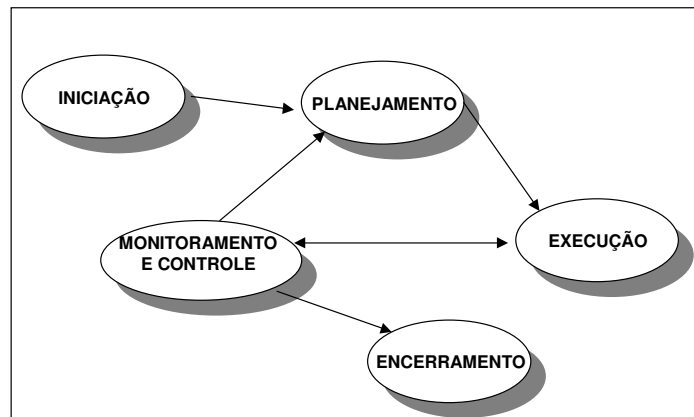 INICIAÇÃO
PLANEJAMENTO
MONITORAMENTO
E CONTROLE
EXECUÇÃO
ENCERRAMENTO